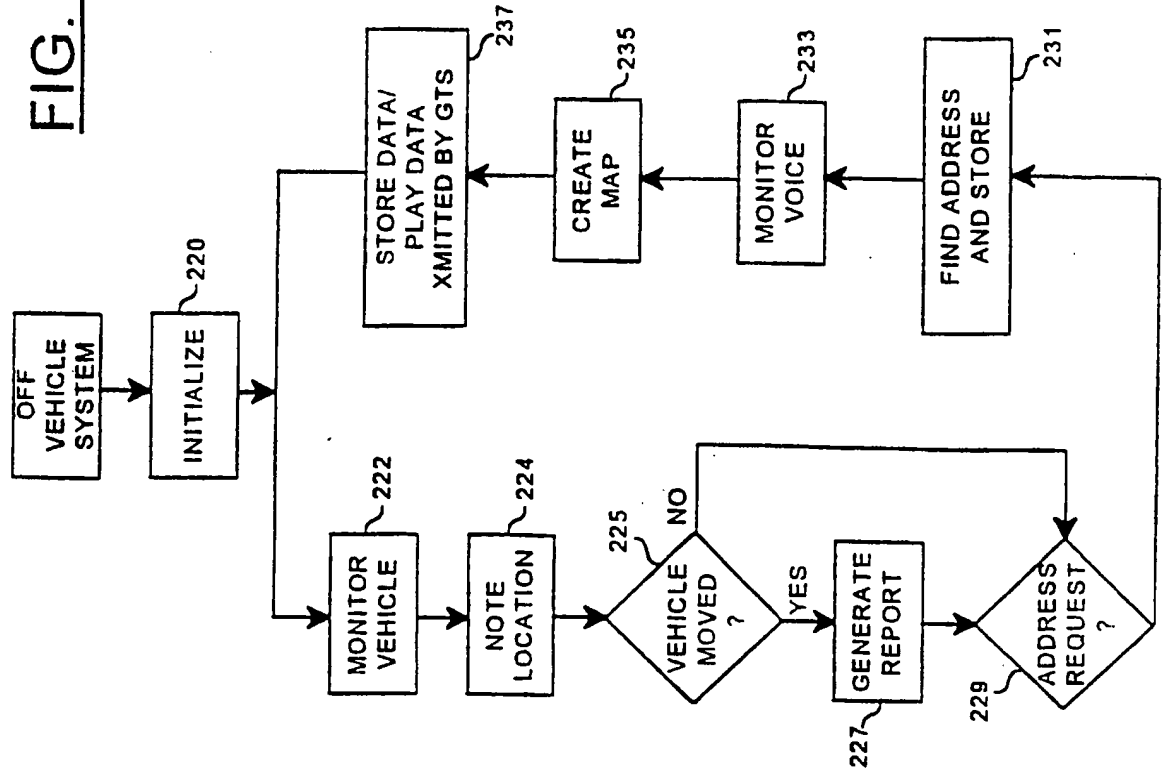 FIG.
OFF
VEHICLE
SYSTEM
220
INITIALIZE
222
MONITOR
VEHICLE
224
NOTE
LOCATION
225
VEHICLE
MOVED
?
NO
YES
GENERATE
REPORT
227
ADDRESS
REQUEST
?
229
FIND ADDRESS
AND STORE
231
MONITOR
VOICE
233
CREATE
MAP
235
STORE DATA/
PLAY DATA
XMITTED BY GTS
237